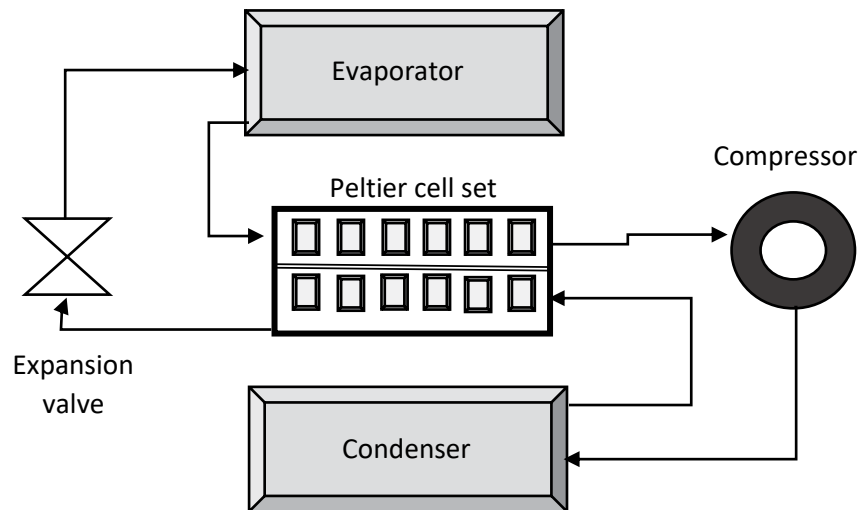 Evaporator
Compressor
Peltier cell set
Expansion
valve
Condenser